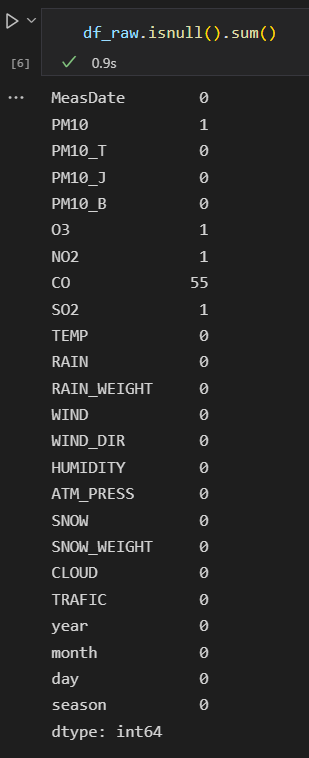 df_raw.isnull().sum()
[6] 0.9s
MeasDate 0
PM10 1
PM10_T 0
PM10_J 0
PM10_B 0
O3 1
NO2 1
CO 55
SO2 1
TEMP 0
RAIN 0
RAIN_WEIGHT 0
WIND 0
WIND_DIR 0
HUMIDITY 0
ATM_PRESS 0
SNOW 0
SNOW_WEIGHT 0
CLOUD 0
TRAFIC 0
year 0
month 0
day 0
season 0
dtype: int64